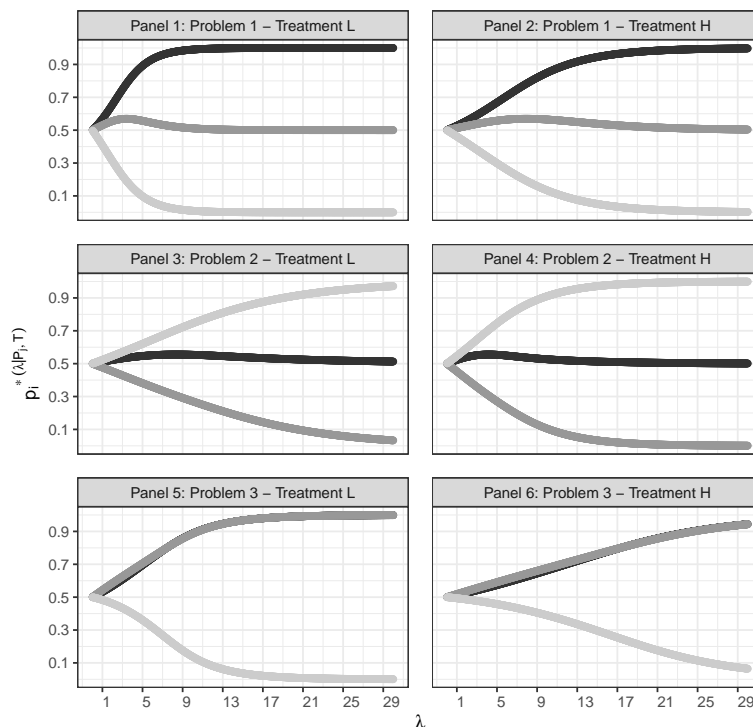 Panel 1: Problem 1 − Treatment L
Panel 2: Problem 1 − Treatment H
0.9
0.7
0.5
0.3
0.1
Panel 3: Problem 2 − Treatment L
Panel 4: Problem 2 − Treatment H
0.9
0.7
0.5
0.3
0.1
p_i^* (λ|P_j, T)
Panel 5: Problem 3 − Treatment L
Panel 6: Problem 3 − Treatment H
0.9
0.7
0.5
0.3
0.1
1 5 9 13 17 21 25 29 1 5 9 13 17 21 25 29
λ